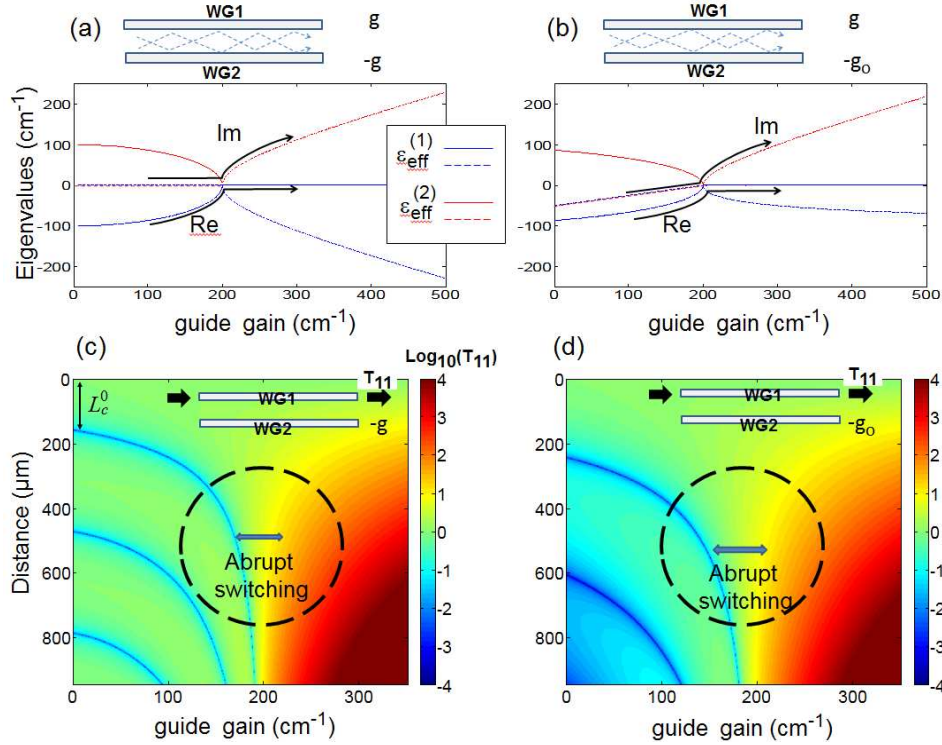 (a)
WG1
g
WG2
-g
(b)
WG1
g
WG2
-gₒ
Eigenvalues (cm⁻¹)
200
100
0
-100
-200
Im
Re
0 100 200 300 400 500
guide gain (cm⁻¹)
ε_eff^(1)
ε_eff^(2)
200
100
0
-100
-200
Im
Re
0 100 200 300 400 500
guide gain (cm⁻¹)
(c)
Log₁₀(T₁₁)
Distance (μm)
0
200
400
600
800
L_c^0
T₁₁
WG1
WG2
-g
Abrupt
switching
0 100 200 300
guide gain (cm⁻¹)
4
3
2
1
0
-1
-2
-3
-4
(d)
0
200
400
600
800
T₁₁
WG1
WG2
-gₒ
Abrupt
switching
0 100 200 300
guide gain (cm⁻¹)
4
3
2
1
0
-1
-2
-3
-4